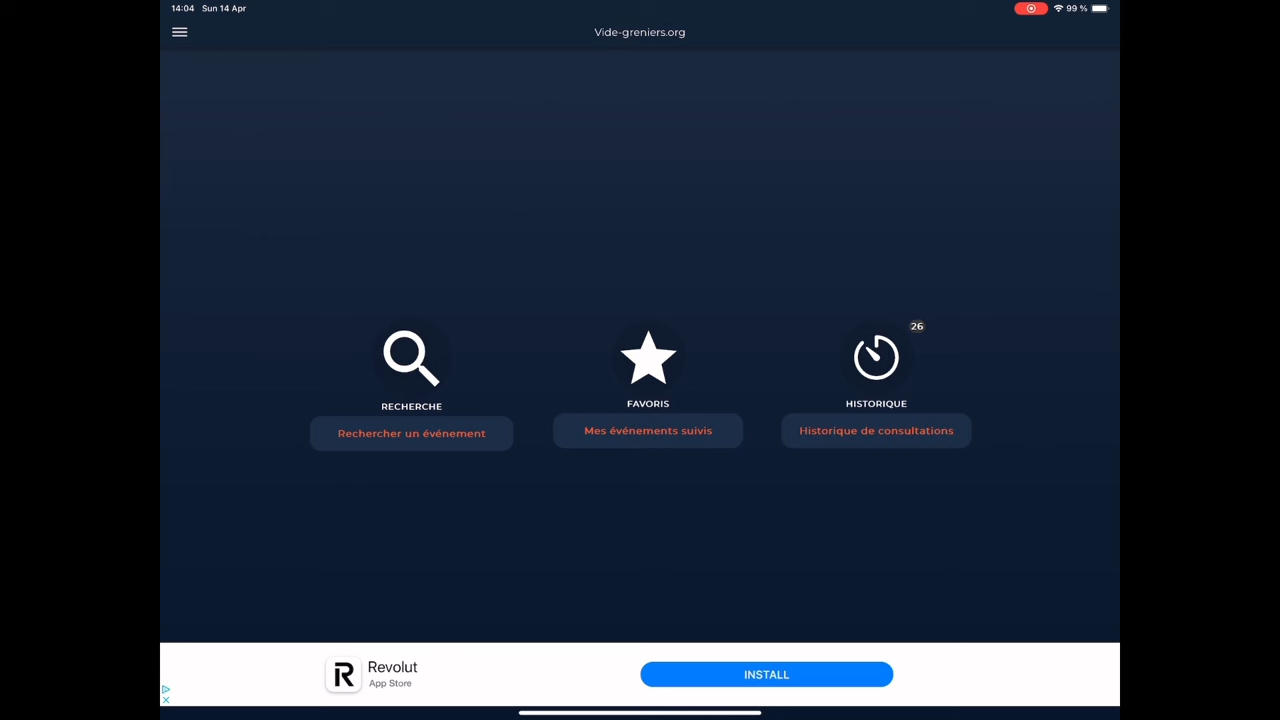 14:04 Sun 14 Apr
99 %
Vide-greniers.org
26
RECHERCHE
FAVORIS
HISTORIQUE
Rechercher un événement
Mes événements suivis
Historique de consultations
Revolut
App Store
INSTALL